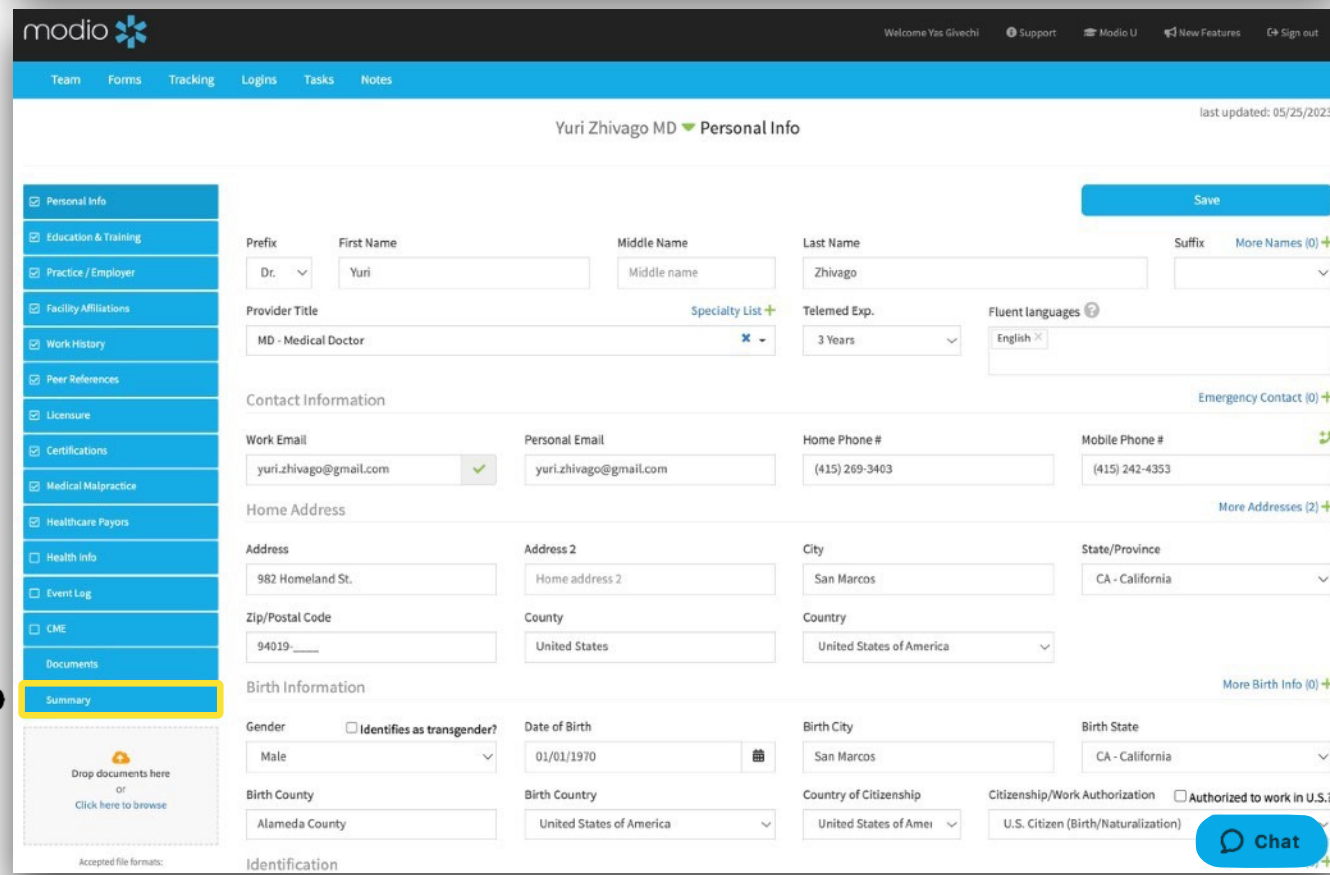 modio
Welcome Yas Givechi Support Modio U New Features Sign out
Team Forms Tracking Logins Tasks Notes
last updated: 05/25/2023
Yuri Zhivago MD Personal Info
Personal Info
Education & Training
Practice / Employer
Facility Affiliations
Work History
Peer References
Licensure
Certifications
Medical Malpractice
Healthcare Payors
Health Info
Event Log
CME
Documents
Summary
Drop documents here
or
Click here to browse
Accepted file formats:
Save
Prefix First Name Middle Name Last Name Suffix More Names (0) +
Dr. Yuri Middle name Zhivago
Provider Title Specialty List + Telemed Exp. Fluent languages ?
MD - Medical Doctor 3 Years English ×
Contact Information Emergency Contact (0) +
Work Email Personal Email Home Phone # Mobile Phone #
yuri.zhivago@gmail.com yuri.zhivago@gmail.com (415) 269-3403 (415) 242-4353
Home Address More Addresses (2) +
Address Address 2 City State/Province
982 Homeland St. Home address 2 San Marcos CA - California
Zip/Postal Code County Country
94019-____ United States United States of America
Birth Information More Birth Info (0) +
Gender Identifies as transgender? Date of Birth Birth City Birth State
Male 01/01/1970 San Marcos CA - California
Birth County Birth Country Country of Citizenship Citizenship/Work Authorization Authorized to work in U.S.?
Alameda County United States of America United States of Amer U.S. Citizen (Birth/Naturalization)
Chat
Identification